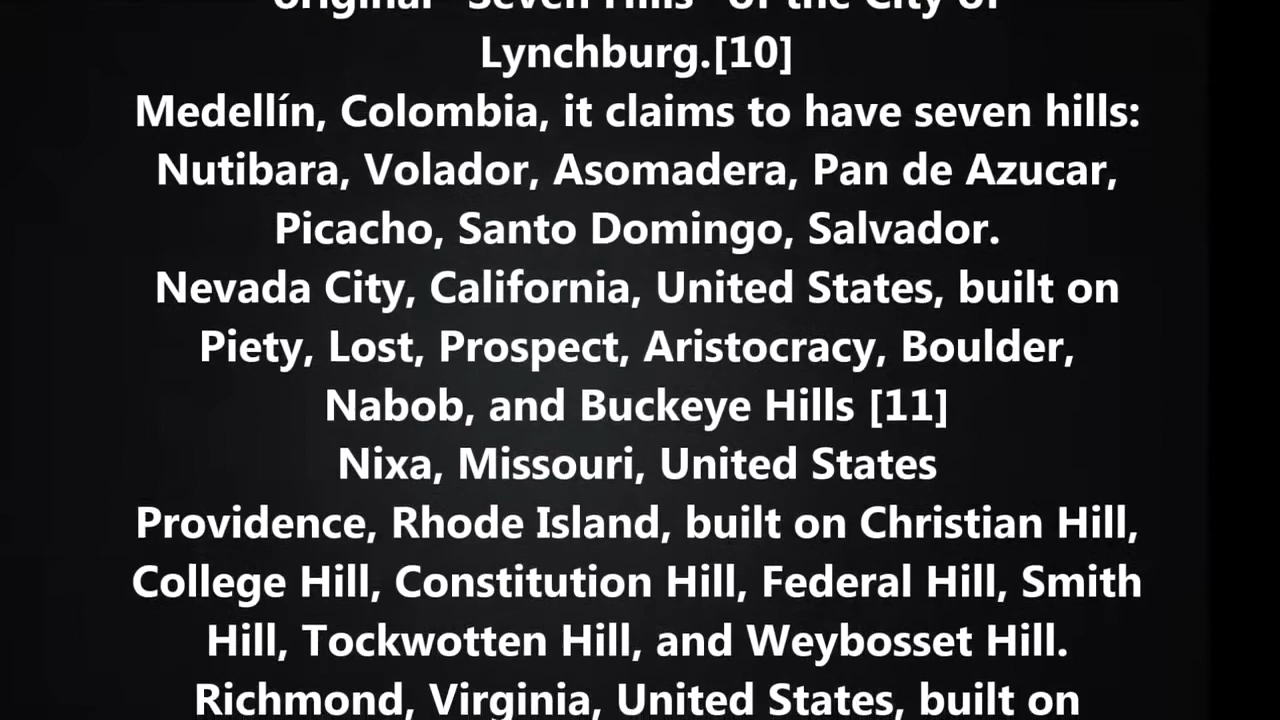 original "Seven Hills" of the City of
Lynchburg.[10]
Medellín, Colombia, it claims to have seven hills:
Nutibara, Volador, Asomadera, Pan de Azucar,
Picacho, Santo Domingo, Salvador.
Nevada City, California, United States, built on
Piety, Lost, Prospect, Aristocracy, Boulder,
Nabob, and Buckeye Hills [11]
Nixa, Missouri, United States
Providence, Rhode Island, built on Christian Hill,
College Hill, Constitution Hill, Federal Hill, Smith
Hill, Tockwotten Hill, and Weybosset Hill.
Richmond, Virginia, United States, built on